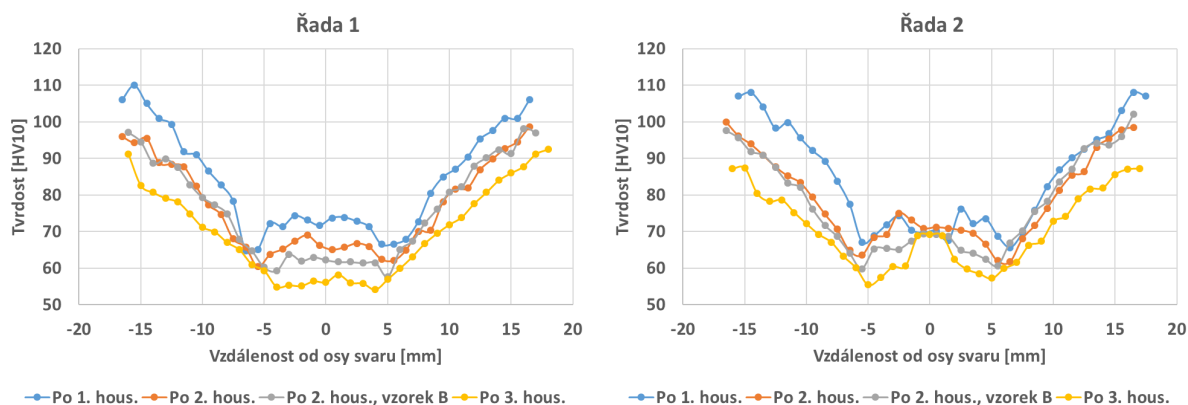 Řada 1
120
110
100
90
80
70
60
50
Tvrdost [HV10]
-20 -15 -10 -5 0 5 10 15 20
Vzdálenost od osy svaru [mm]
Po 1. hous. Po 2. hous. Po 2. hous., vzorek B Po 3. hous.
Řada 2
120
110
100
90
80
70
60
50
Tvrdost [HV10]
-20 -15 -10 -5 0 5 10 15 20
Vzdálenost od osy svaru [mm]
Po 1. hous. Po 2. hous. Po 2. hous., vzorek B Po 3. hous.